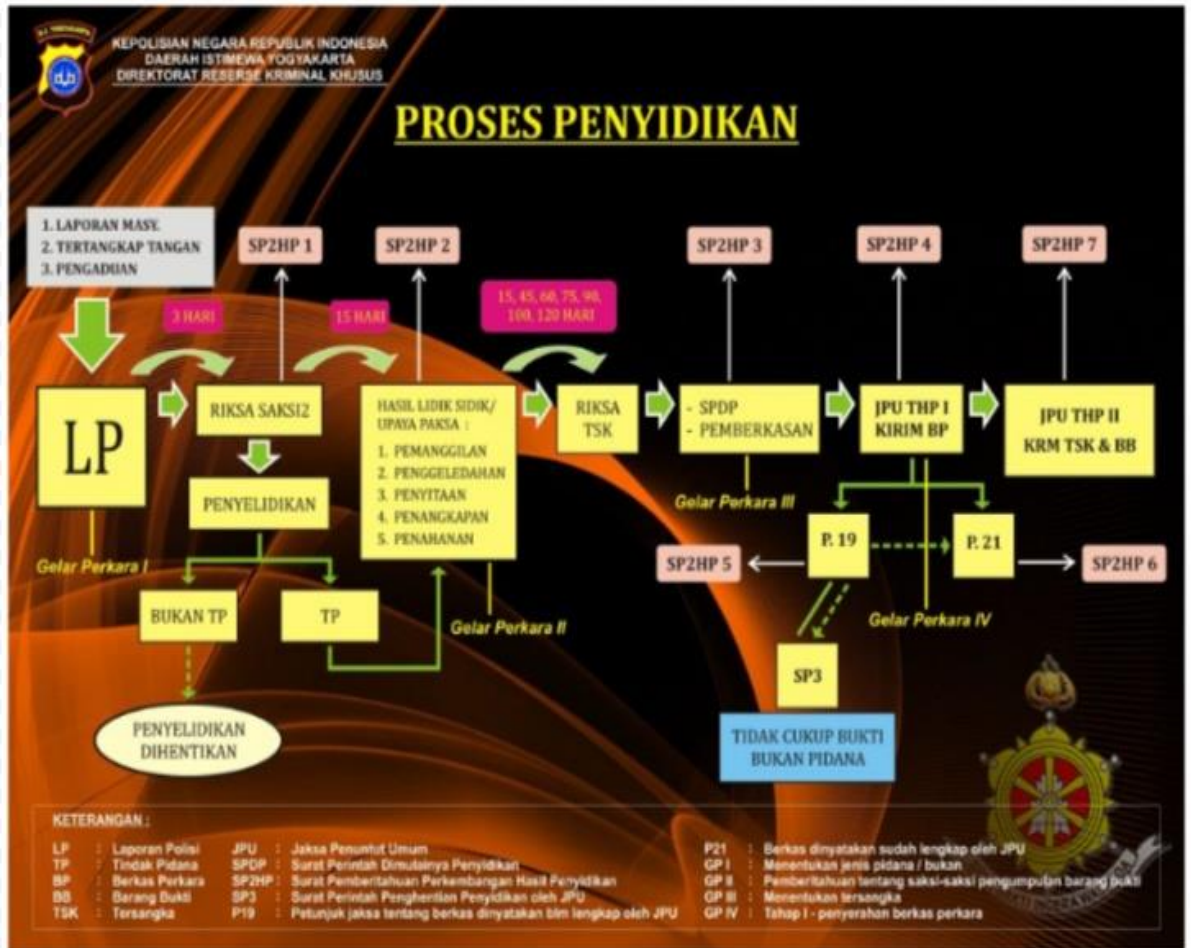 KEPOLISIAN NEGARA REPUBLIK INDONESIA
DAERAH ISTIMEWA YOGYAKARTA
DIREKTORAT RESERSE KRIMINAL KHUSUS
PROSES PENYIDIKAN
1. LAPORAN MASY.
2. TERTANGKAP TANGAN
3. PENGADUAN
SP2HP 1
SP2HP 2
SP2HP 3
SP2HP 4
SP2HP 7
3 HARI
15 HARI
15, 45, 60, 75, 90,
100, 120 HARI
LP
RIKSA SAKSI2
HASIL LIDIK SIDIK/
UPAYA PAKSA :
1. PEMANGGILAN
2. PENGGELEDAHAN
3. PENYITAAN
4. PENANGKAPAN
5. PENAHANAN
RIKSA
TSK
- SPDP
- PEMBERKASAN
JPU THP I
KIRIM BP
JPU THP II
KRM TSK & BB
PENYELIDIKAN
Gelar Perkara I
Gelar Perkara II
Gelar Perkara III
Gelar Perkara IV
P. 19
P. 21
SP2HP 5
SP2HP 6
BUKAN TP
TP
SP3
PENYELIDIKAN
DIHENTIKAN
TIDAK CUKUP BUKTI
BUKAN PIDANA
KETERANGAN :
LP : Laporan Polisi
TP : Tindak Pidana
BP : Berkas Perkara
BB : Barang Bukti
TSK : Tersangka
JPU : Jaksa Penuntut Umum
SPDP : Surat Perintah Dimulainya Penyidikan
SP2HP : Surat Pemberitahuan Perkembangan Hasil Penyidikan
SP3 : Surat Perintah Penghentian Penyidikan oleh JPU
P19 : Petunjuk jaksa tentang berkas dinyatakan blm lengkap oleh JPU
P21 : Berkas dinyatakan sudah lengkap oleh JPU
GP I : Menentukan jenis pidana / bukan
GP II : Pemberitahuan tentang saksi-saksi pengumpulan barang bukti
GP III : Menentukan tersangka
GP IV : Tahap I - penyerahan berkas perkara